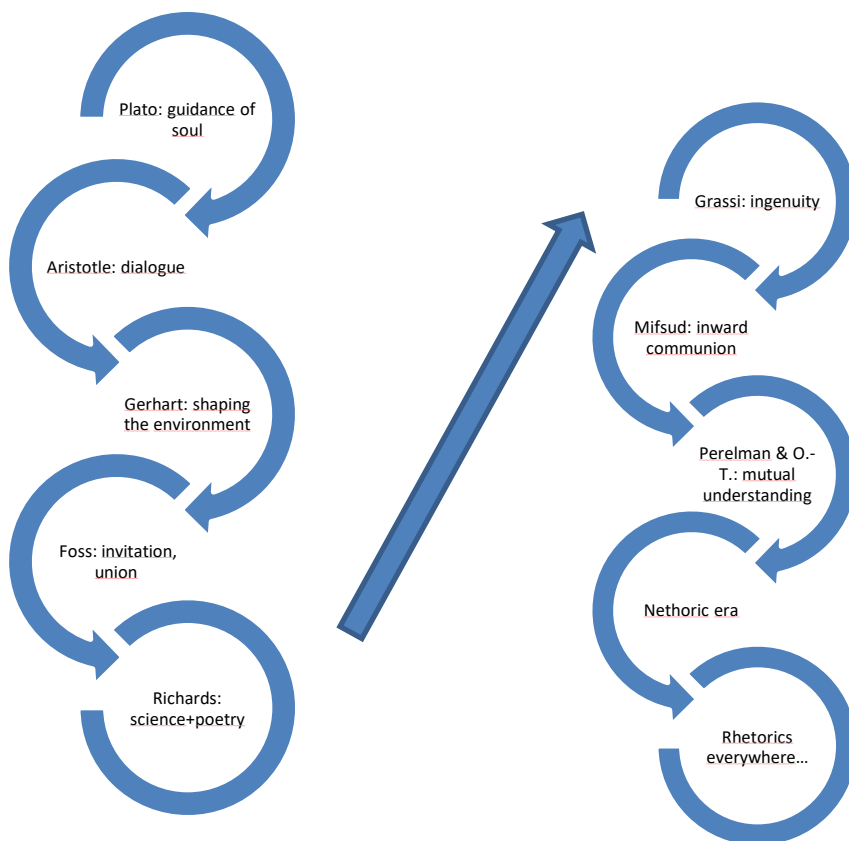 Plato: guidance of
soul
Aristotle: dialogue
Gerhart: shaping
the environment
Foss: invitation,
union
Richards:
science+poetry
Grassi: ingenuity
Mifsud: inward
communion
Perelman & O.-
T.: mutual
understanding
Nethoric era
Rhetorics
everywhere...